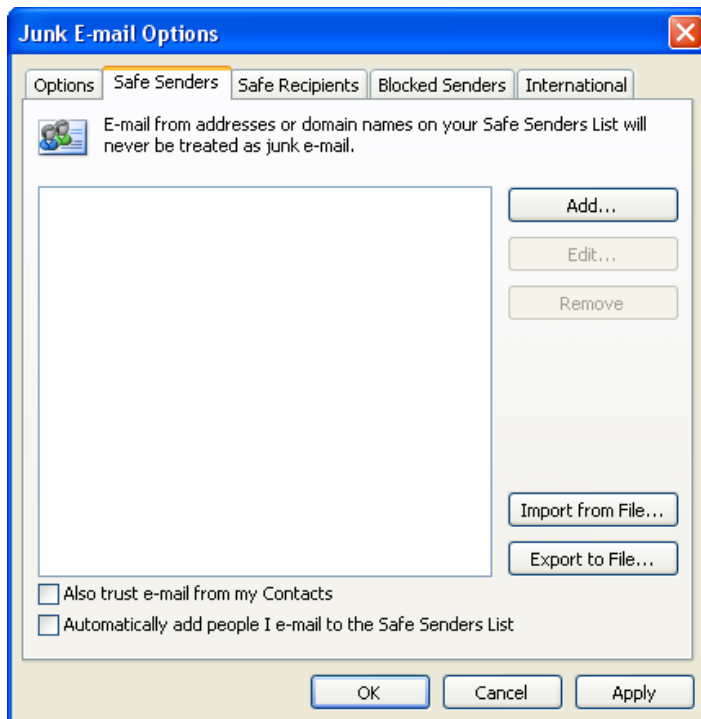 Junk E-mail Options
Options
Safe Senders
Safe Recipients
Blocked Senders
International
E-mail from addresses or domain names on your Safe Senders List will
never be treated as junk e-mail.
Add...
Edit...
Remove
Import from File...
Export to File...
Also trust e-mail from my Contacts
Automatically add people I e-mail to the Safe Senders List
OK
Cancel
Apply